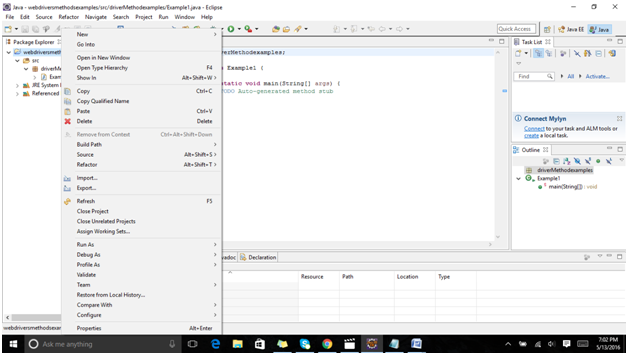 Java - webdriversmethodsexamples/src/driverMethodexamples/Example1.java - Eclipse
File Edit Source Refactor Navigate Search Project Run Window Help
Quick Access
Java EE
Java
Package Explorer
webdriversmeth
src
driverM
Exam
JRE System
Referenced
New
Go Into
Open in New Window
Open Type Hierarchy F4
Show In Alt+Shift+W >
Copy Ctrl+C
Copy Qualified Name
Paste Ctrl+V
Delete Delete
Remove from Context Ctrl+Alt+Shift+Down
Build Path
Source Alt+Shift+S >
Refactor Alt+Shift+T >
Import...
Export...
Refresh F5
Close Project
Close Unrelated Projects
Assign Working Sets...
Run As
Debug As
Profile As
Validate
Team
Restore from Local History...
Compare With
Configure
Properties Alt+Enter
verMethodexamples;
s Example1 {
static void main(String[] args) {
TODO Auto-generated method stub
Task List
Find
All
Activate...
Connect Mylyn
Connect to your task and ALM tools or
create a local task.
Outline
driverMethodexamples
Example1
main(String[]) : void
vadoc
Declaration
Resource Path Location Type
webdriversmethodsexam
Ask me anything
7:02 PM
5/13/2016